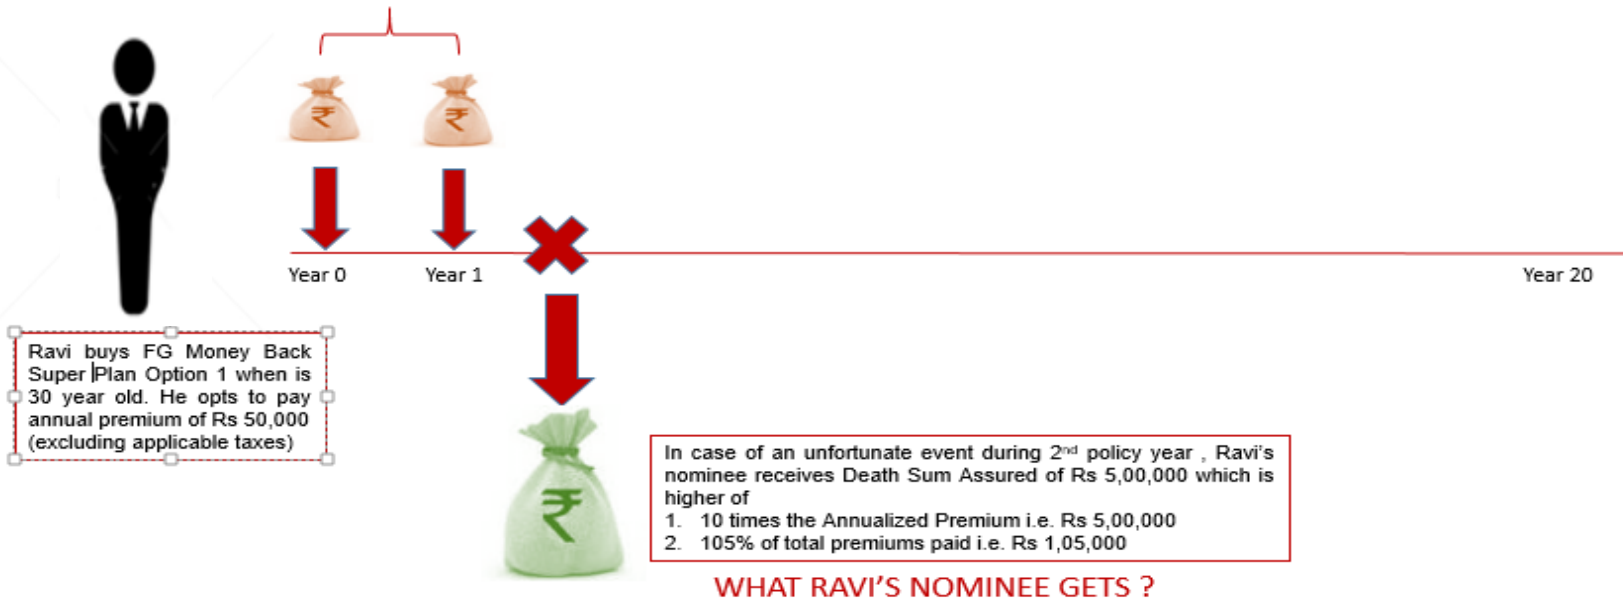 ₹
₹
Year 0
Year 1
Year 20
Ravi buys FG Money Back
Super Plan Option 1 when is
30 year old. He opts to pay
annual premium of Rs 50,000
(excluding applicable taxes)
₹
In case of an unfortunate event during 2nd policy year , Ravi's
nominee receives Death Sum Assured of Rs 5,00,000 which is
higher of
1. 10 times the Annualized Premium i.e. Rs 5,00,000
2. 105% of total premiums paid i.e. Rs 1,05,000
WHAT RAVI'S NOMINEE GETS ?